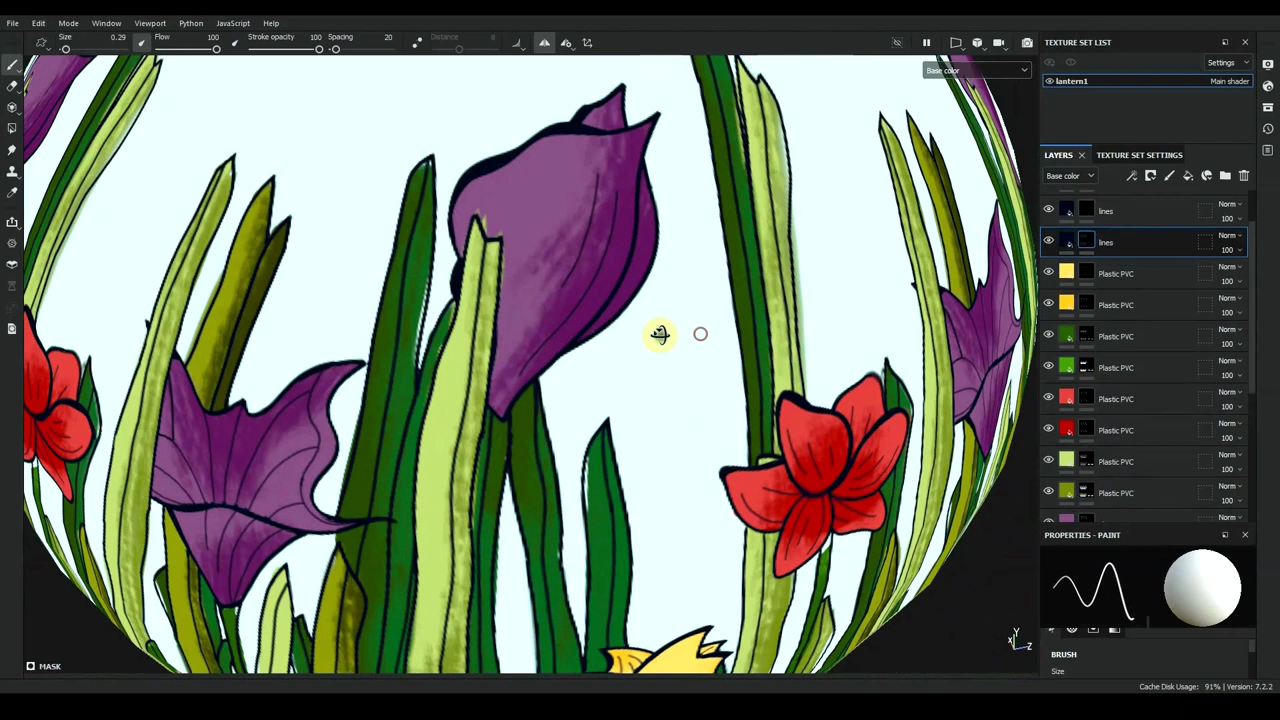 File Edit Mode Window Viewport Python JavaScript Help
Size 0.29 Flow 100 Stroke opacity 100 Spacing 20 Distance 8
Base color
TEXTURE SET LIST
Settings
lantern1 Main shader
LAYERS TEXTURE SET SETTINGS
Base color
lines Norm 100
lines Norm 100
Plastic PVC Norm 100
Plastic PVC Norm 100
Plastic PVC Norm 100
Plastic PVC Norm 100
Plastic PVC Norm 100
Plastic PVC Norm 100
Plastic PVC Norm 100
Plastic PVC Norm 100
Norm
PROPERTIES - PAINT
BRUSH
Size
Y
X Z
MASK
Cache Disk Usage: 91% | Version: 7.2.2